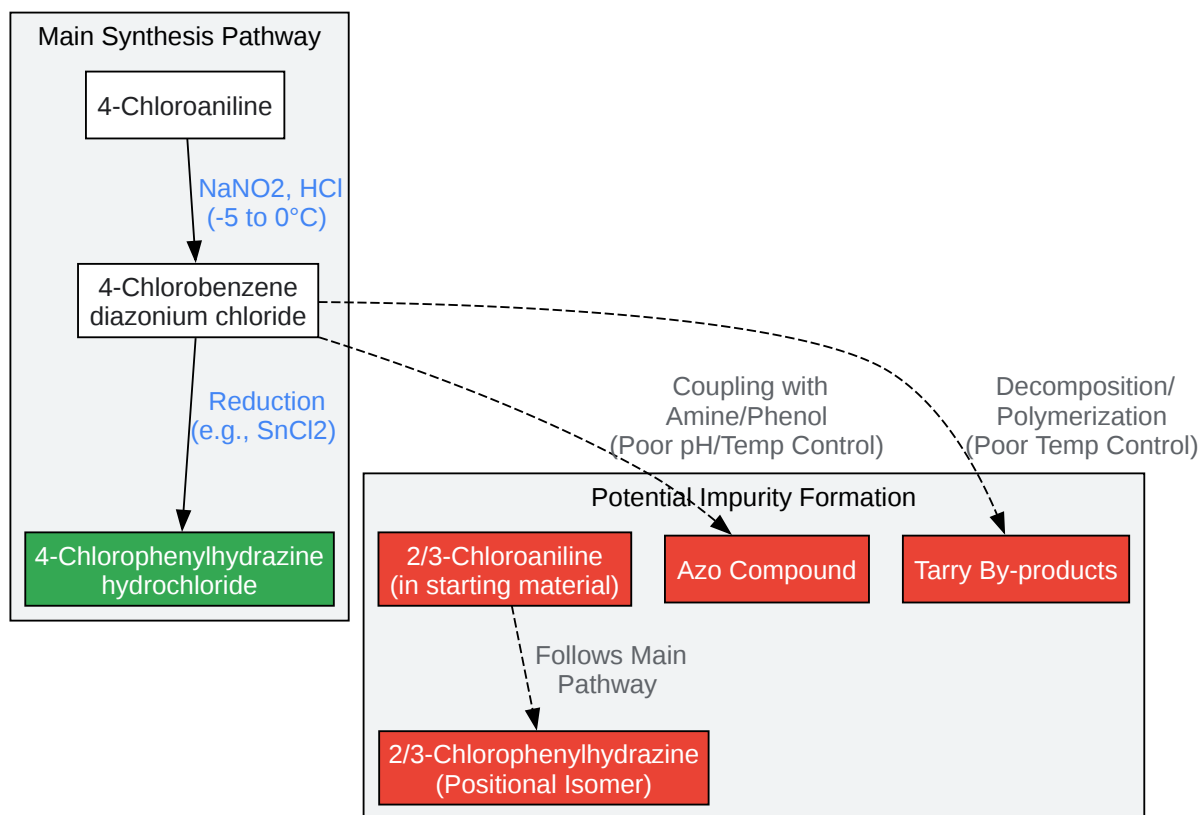 Main Synthesis Pathway
4-Chloroaniline
NaNO2, HCl
(-5 to 0°C)
4-Chlorobenzene
diazonium chloride
Reduction
(e.g., SnCl2)
4-Chlorophenylhydrazine
hydrochloride
Coupling with
Amine/Phenol
(Poor pH/Temp Control)
Decomposition/
Polymerization
(Poor Temp Control)
Potential Impurity Formation
2/3-Chloroaniline
(in starting material)
Azo Compound
Tarry By-products
Follows Main
Pathway
2/3-Chlorophenylhydrazine
(Positional Isomer)